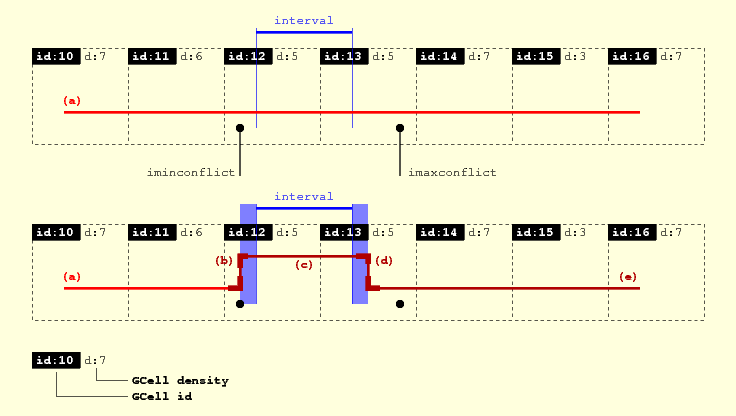 interval
id:10 d:7 id:11 d:6 id:12 d:5 id:13 d:5 id:14 d:7 id:15 d:3 id:16 d:7
(a)
iminconflict imaxconflict
interval
id:10 d:7 id:11 d:6 id:12 d:5 id:13 d:5 id:14 d:7 id:15 d:3 id:16 d:7
(b) (c) (d)
(a) (e)
id:10 d:7
GCell density
GCell id